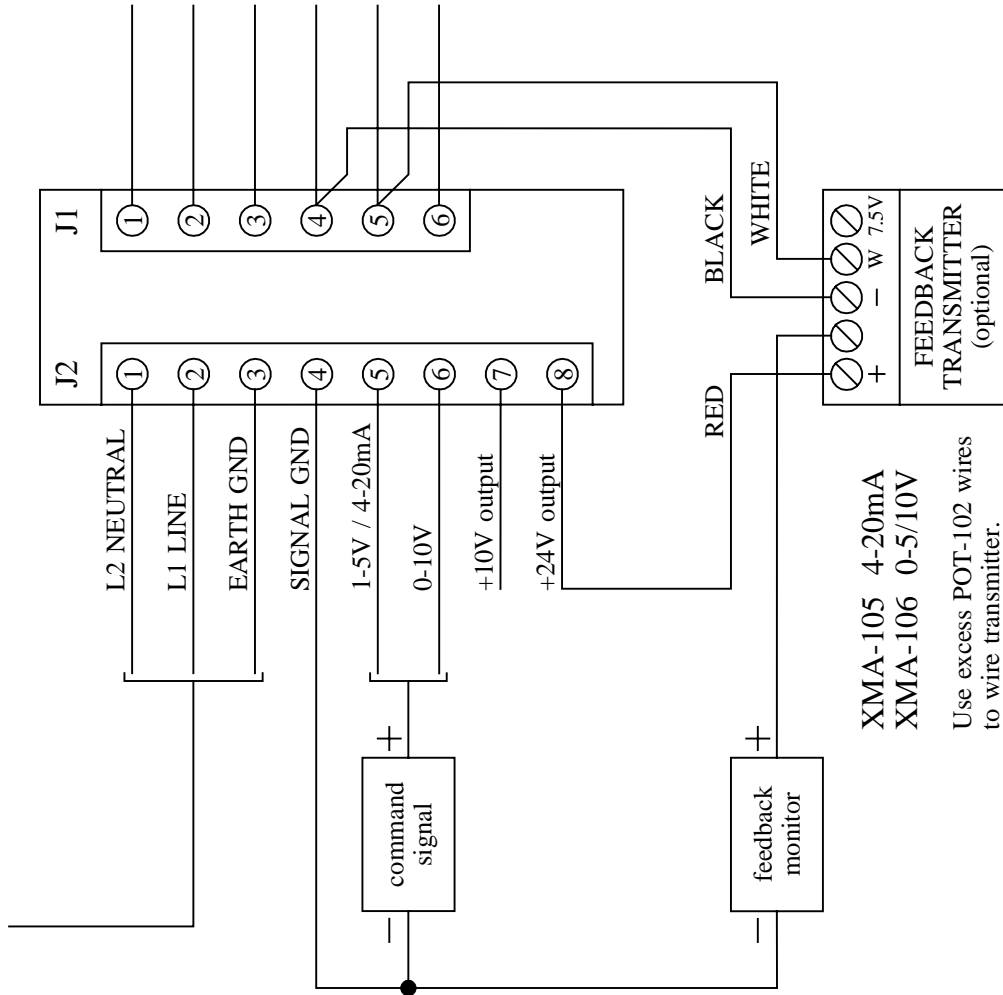 J1
1
2
3
4
5
6
J2
1
2
3
4
5
6
7
8
L2 NEUTRAL
L1 LINE
EARTH GND
SIGNAL GND
1-5V / 4-20mA
0-10V
+10V output
+24V output
BLACK
WHITE
RED
+
−
W
7.5V
FEEDBACK
TRANSMITTER
(optional)
+
command
signal
−
+
feedback
monitor
−
XMA-105 4-20mA
XMA-106 0-5/10V
Use excess POT-102 wires
to wire transmitter.